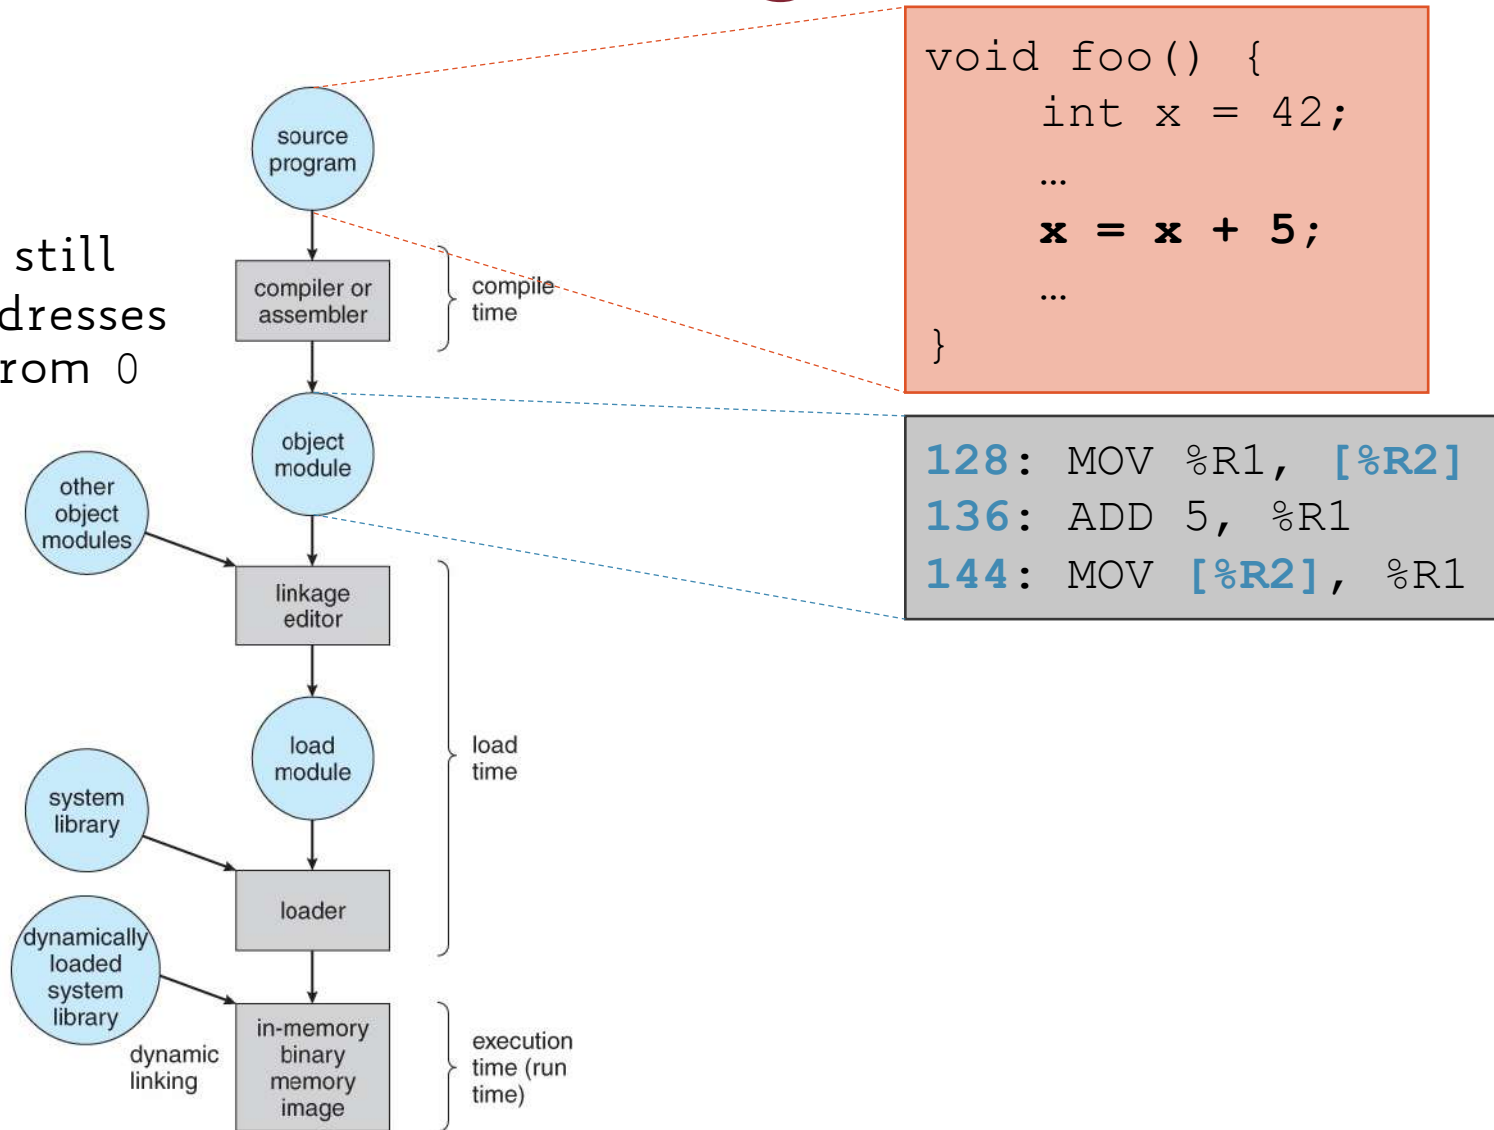 still
dresses
rom 0
source
program
compiler or
assembler
compile
time
object
module
other
object
modules
linkage
editor
load
module
load
time
system
library
loader
dynamically
loaded
system
library
dynamic
linking
in-memory
binary
memory
image
execution
time (run
time)
void foo() {
int x = 42;
…
x = x + 5;
…
}
128: MOV %R1, [%R2]
136: ADD 5, %R1
144: MOV [%R2], %R1